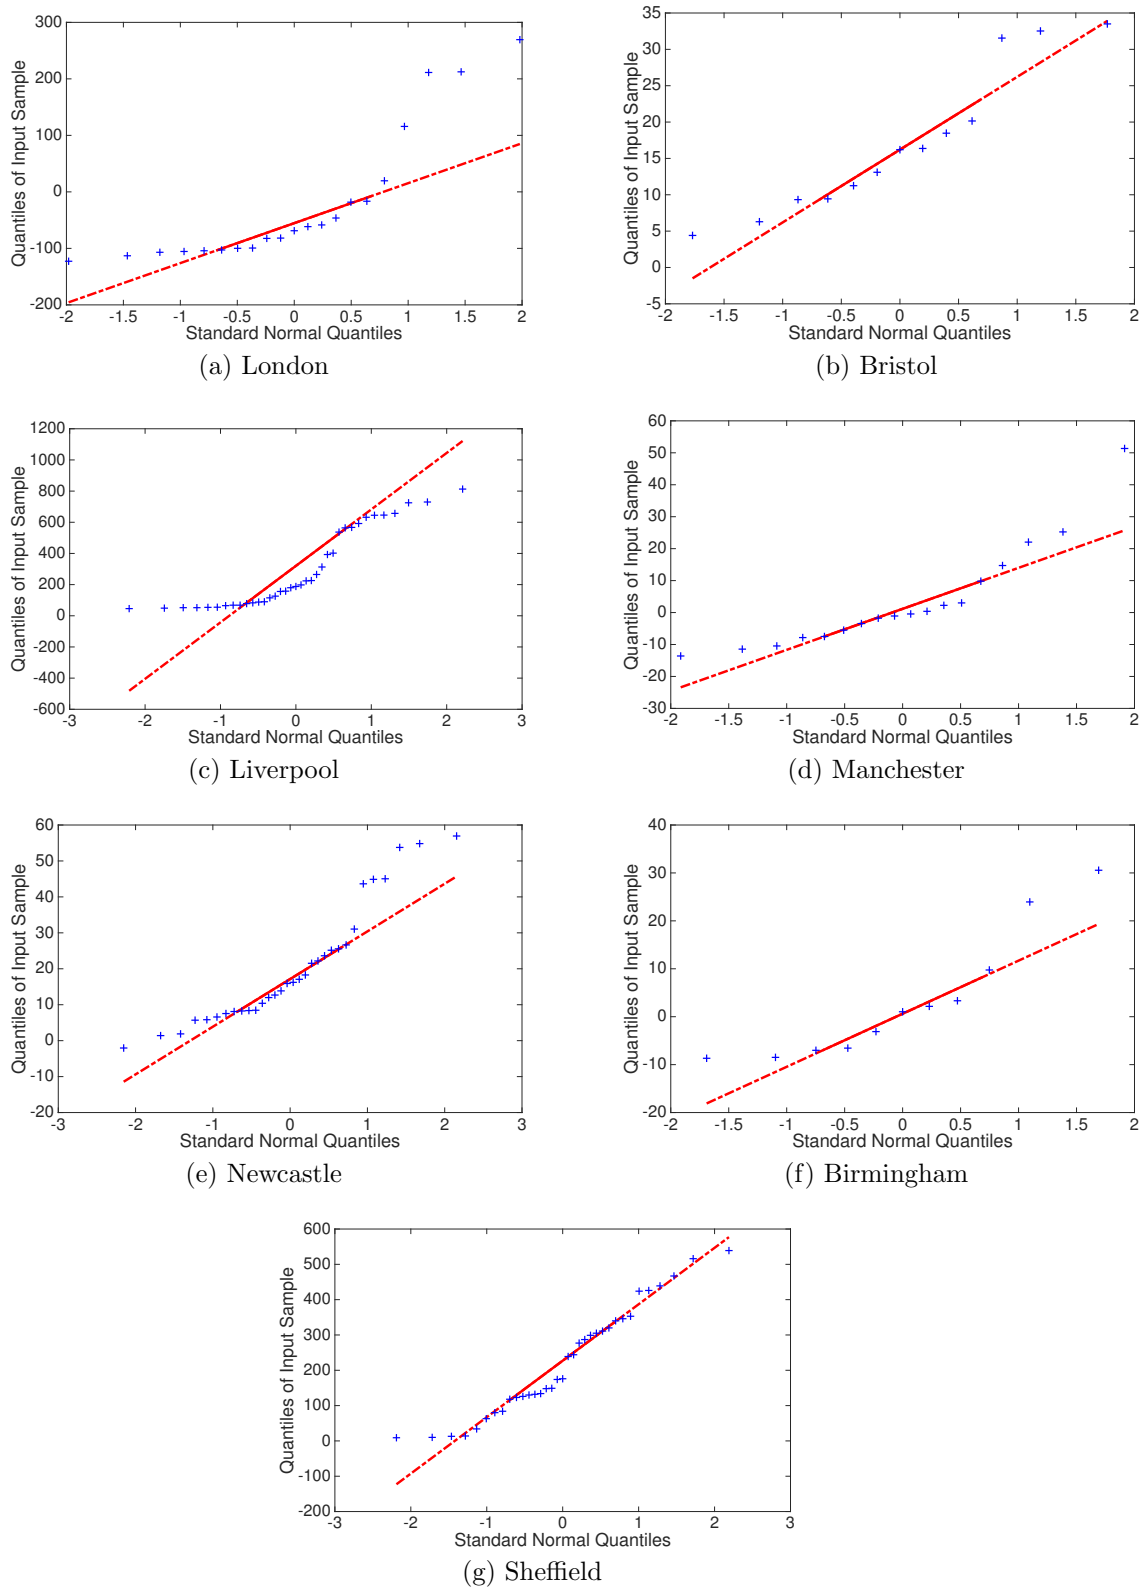 300
200
100
0
-100
-200
-2 -1.5 -1 -0.5 0 0.5 1 1.5 2
Quantiles of Input Sample
Standard Normal Quantiles
(a) London
35
30
25
20
15
10
5
0
-5
-2 -1.5 -1 -0.5 0 0.5 1 1.5 2
Quantiles of Input Sample
Standard Normal Quantiles
(b) Bristol
1200
1000
800
600
400
200
0
-200
-400
-600
-3 -2 -1 0 1 2 3
Quantiles of Input Sample
Standard Normal Quantiles
(c) Liverpool
60
50
40
30
20
10
0
-10
-20
-30
-2 -1.5 -1 -0.5 0 0.5 1 1.5 2
Quantiles of Input Sample
Standard Normal Quantiles
(d) Manchester
60
50
40
30
20
10
0
-10
-20
-3 -2 -1 0 1 2 3
Quantiles of Input Sample
Standard Normal Quantiles
(e) Newcastle
40
30
20
10
0
-10
-20
-2 -1.5 -1 -0.5 0 0.5 1 1.5 2
Quantiles of Input Sample
Standard Normal Quantiles
(f) Birmingham
600
500
400
300
200
100
0
-100
-200
-3 -2 -1 0 1 2 3
Quantiles of Input Sample
Standard Normal Quantiles
(g) Sheffield